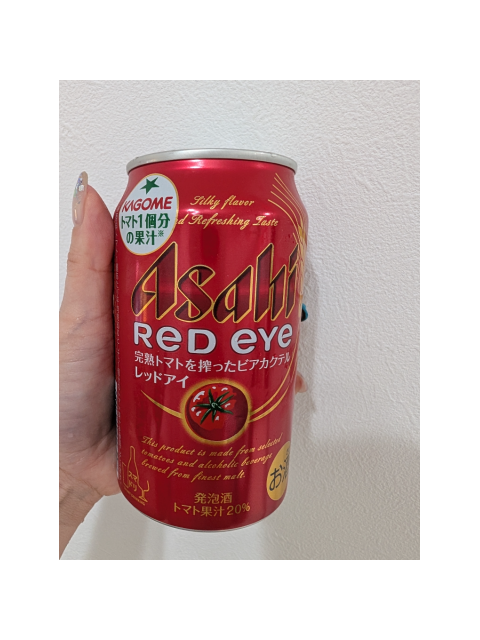 KAGOME
トマト1個分
の果汁※
Silky flavor
Refreshing Taste
Asahi
RED EYE
完熟トマトを搾ったビアカクテル
レッドアイ
This product is made from selected
tomatoes and alcoholic beverage
brewed from finest malt.
お
発泡酒
トマト果汁20%